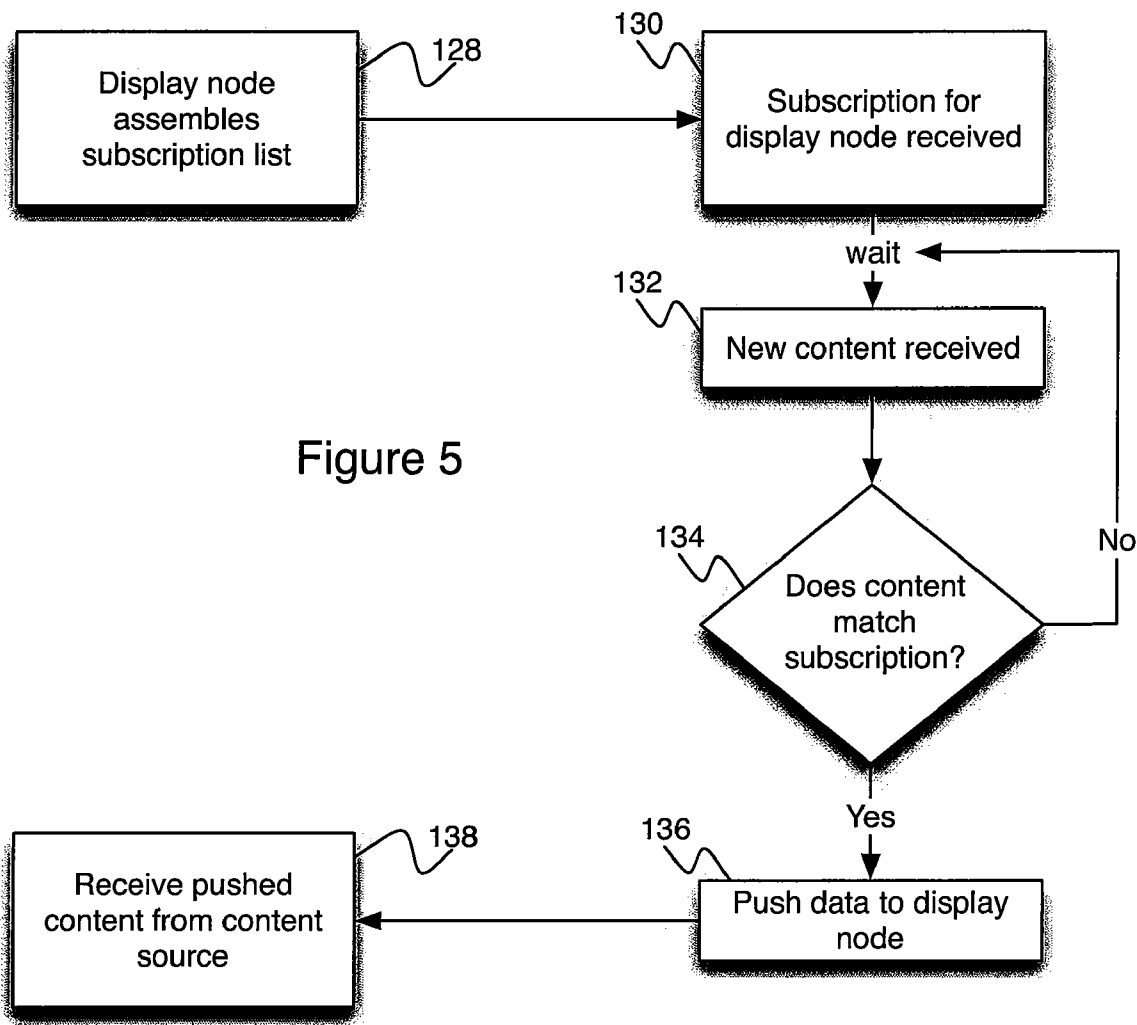 128
Display node
assembles
subscription list
130
Subscription for
display node received
wait
132
New content received
Figure 5
134
Does content
match
subscription?
No
Yes
136
Push data to display
node
138
Receive pushed
content from content
source